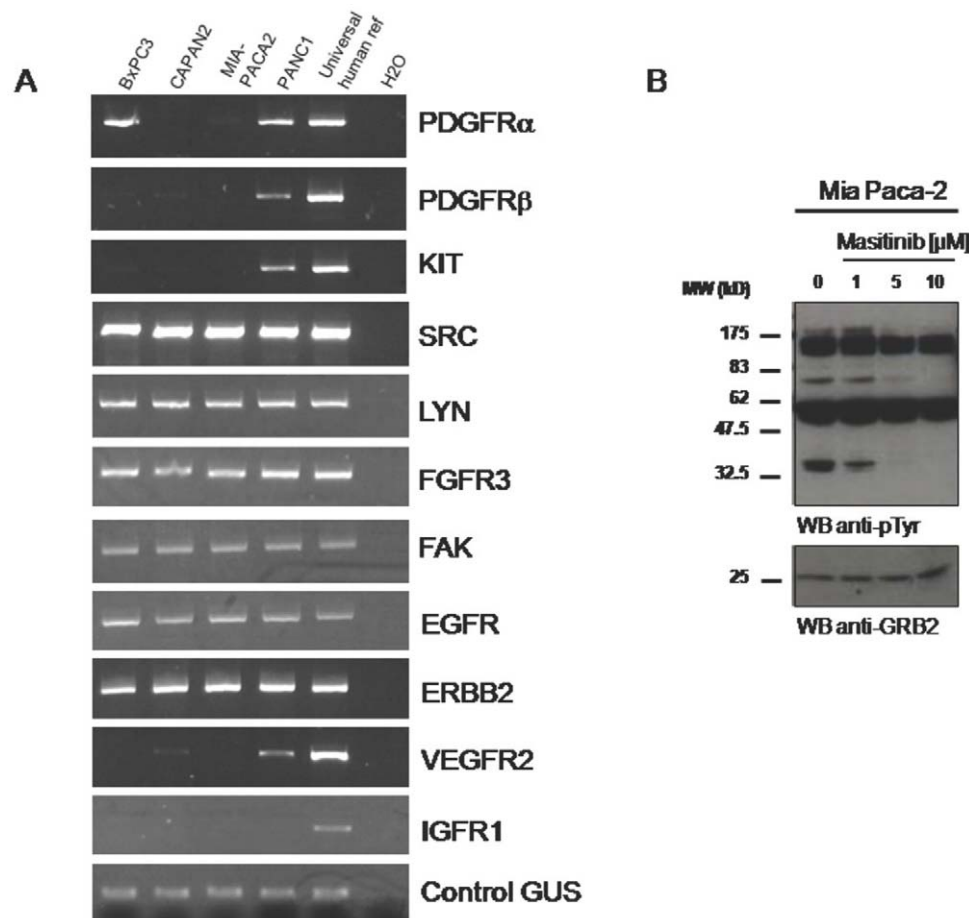 A
BxPC3
CAPAN2
MIA-
PACA2
PANC1
Universal
human ref
H2O
PDGFRα
PDGFRβ
KIT
SRC
LYN
FGFR3
FAK
EGFR
ERBB2
VEGFR2
IGFR1
Control GUS
B
Mia Paca-2
Masitinib [µM]
MW (kD) 0 1 5 10
175
83
62
47.5
32.5
WB anti-pTyr
25
WB anti-GRB2